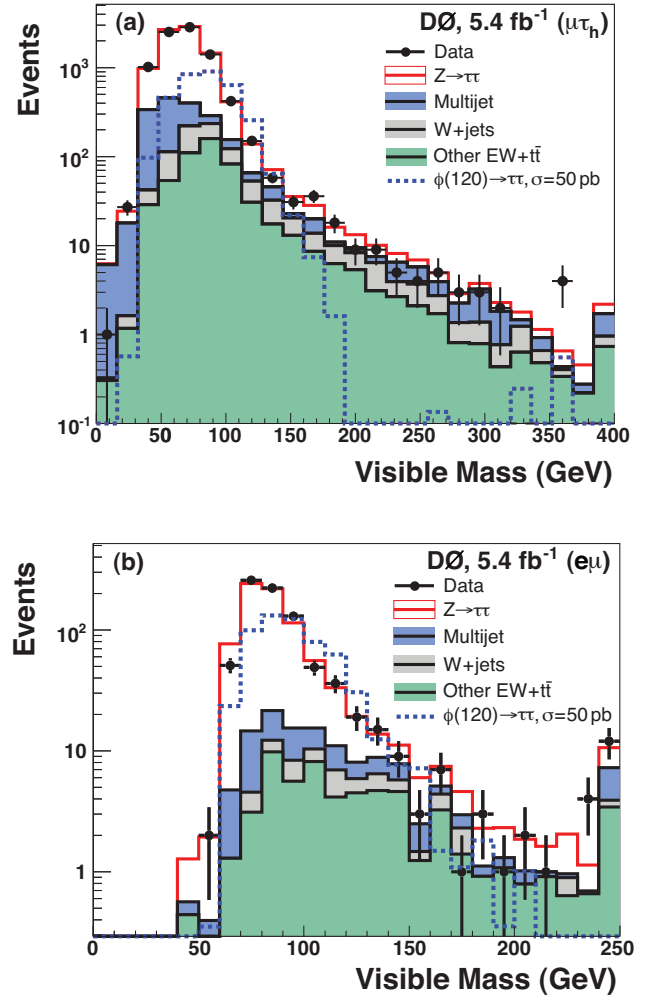 Events
(a)
DØ, 5.4 fb⁻¹ (μτₕ)
Data
Z→ττ
Multijet
W+jets
Other EW+tt̄
ϕ(120)→ττ, σ=50 pb
10³
10²
10
1
10⁻¹
0 50 100 150 200 250 300 350 400
Visible Mass (GeV)
Events
(b)
DØ, 5.4 fb⁻¹ (eμ)
Data
Z→ττ
Multijet
W+jets
Other EW+tt̄
ϕ(120)→ττ, σ=50 pb
10²
10
1
0 50 100 150 200 250
Visible Mass (GeV)